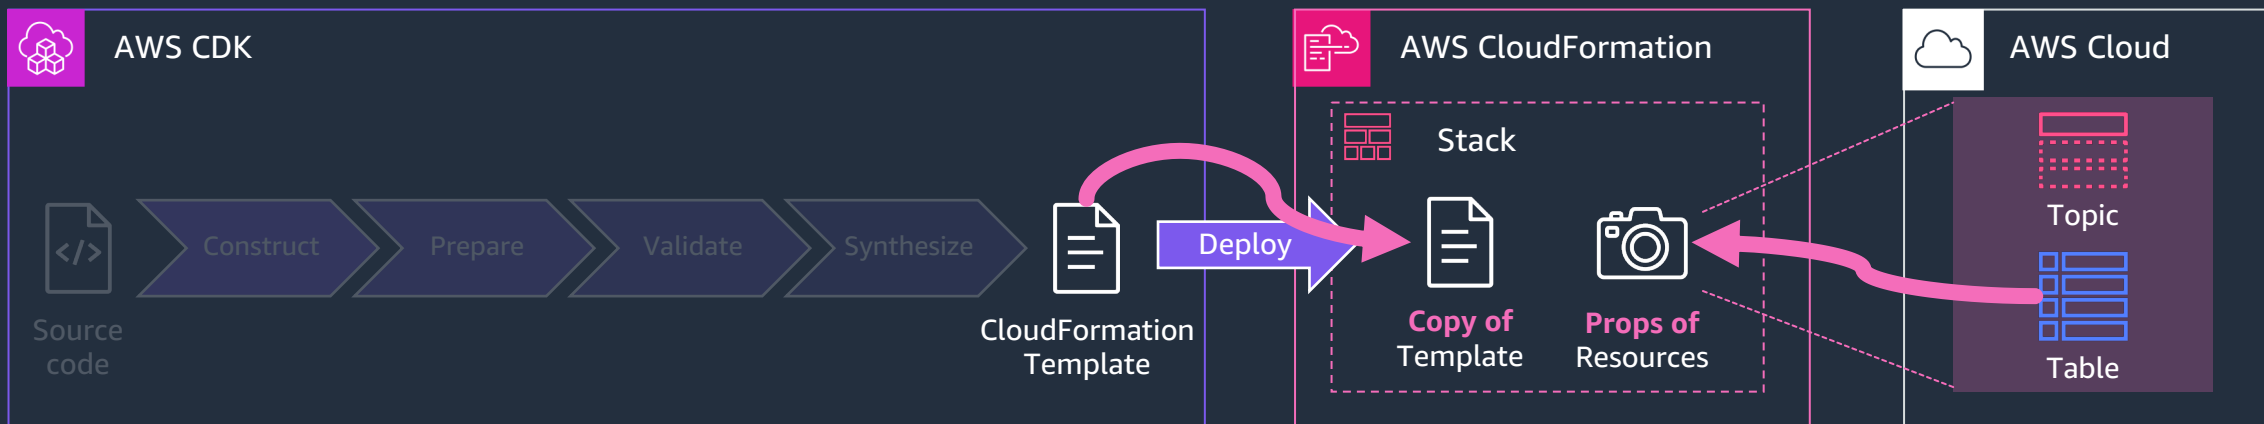 AWS CDK
Source
code
</>
Construct
Prepare
Validate
Synthesize
CloudFormation
Template
Deploy
AWS CloudFormation
Stack
Copy of
Template
Props of
Resources
AWS Cloud
Topic
Table